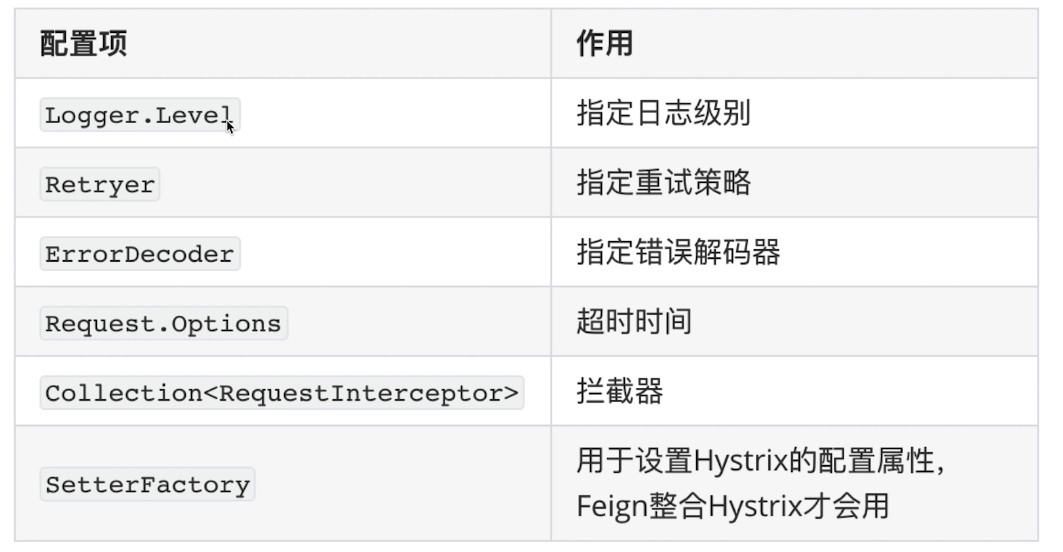 配置项 作用
Logger.Level 指定日志级别
Retryer 指定重试策略
ErrorDecoder 指定错误解码器
Request.Options 超时时间
Collection<RequestInterceptor> 拦截器
SetterFactory 用于设置Hystrix的配置属性，
Feign整合Hystrix才会用